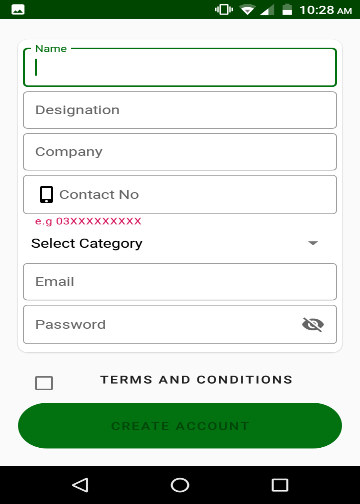 10:28 AM
Name
Designation
Company
Contact No
e.g 03XXXXXXXXX
Select Category
Email
Password
TERMS AND CONDITIONS
CREATE ACCOUNT